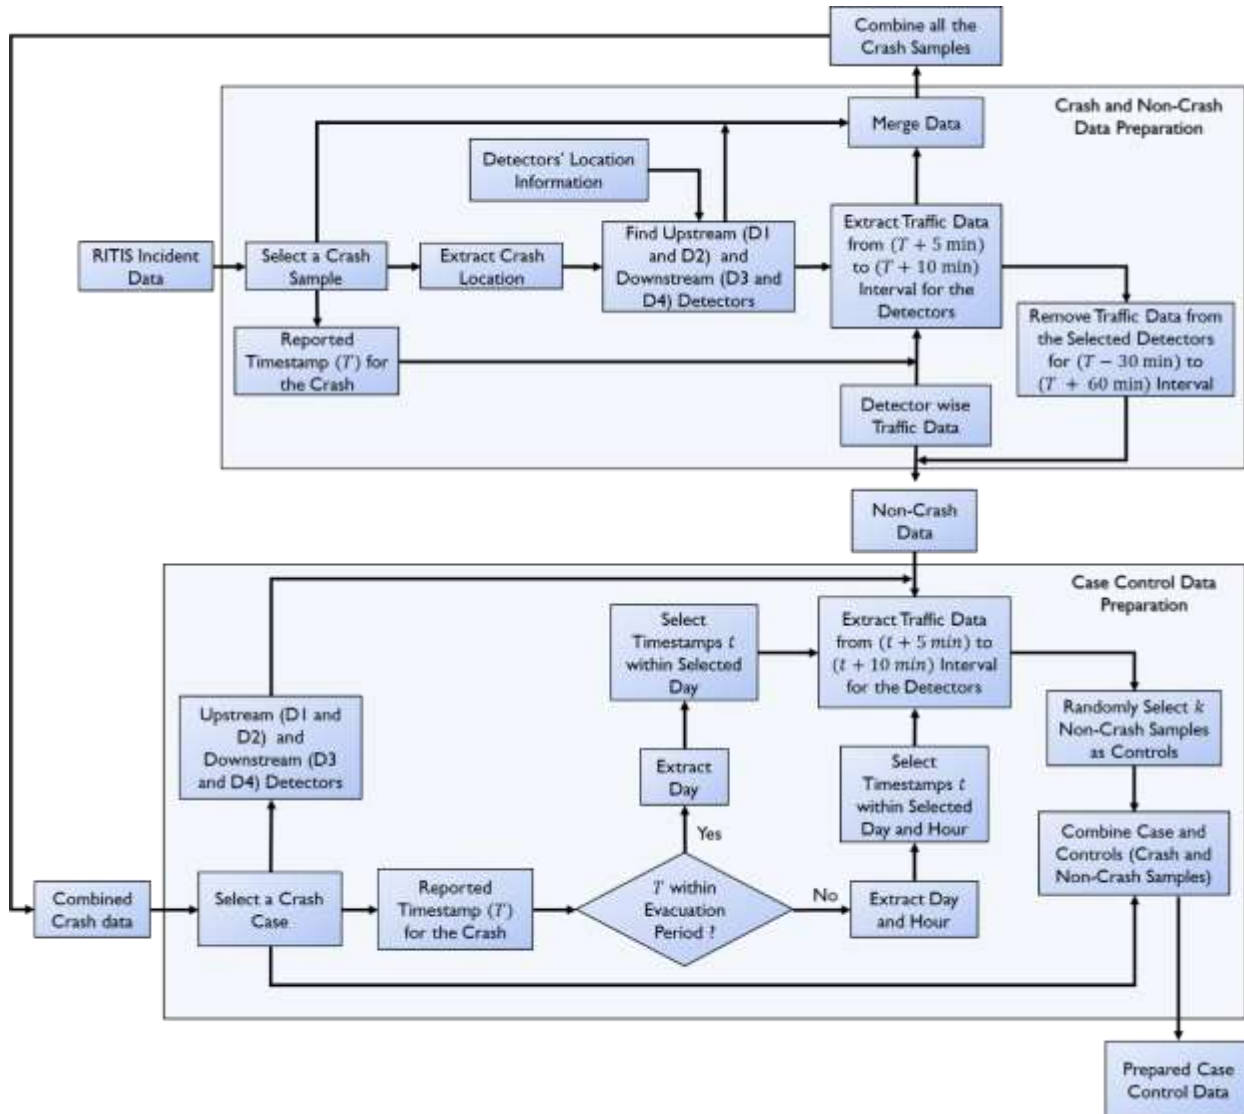 Combine all the
Crash Samples
Crash and Non-Crash
Data Preparation
Merge Data
Detectors' Location
Information
RITIS Incident
Data
Select a Crash
Sample
Extract Crash
Location
Find Upstream (D1
and D2) and
Downstream (D3
and D4) Detectors
Extract Traffic Data
from (T + 5 min)
to (T + 10 min)
Interval for the
Detectors
Reported
Timestamp (T) for
the Crash
Remove Traffic Data from
the Selected Detectors
for (T − 30 min) to
(T + 60 min) Interval
Detector wise
Traffic Data
Non-Crash
Data
Case Control Data
Preparation
Select
Timestamps t
within Selected
Day
Extract Traffic Data
from (t + 5 min) to
(t + 10 min) Interval
for the Detectors
Upstream (D1 and
D2) and
Downstream (D3
and D4) Detectors
Extract
Day
Select
Timestamps t
within Selected
Day and Hour
Randomly Select k
Non-Crash Samples
as Controls
Combine Case and
Controls (Crash and
Non-Crash Samples)
Yes
Combined
Crash data
Select a Crash
Case
Reported
Timestamp (T)
for the Crash
T within
Evacuation
Period ?
No
Extract Day
and Hour
Prepared Case
Control Data